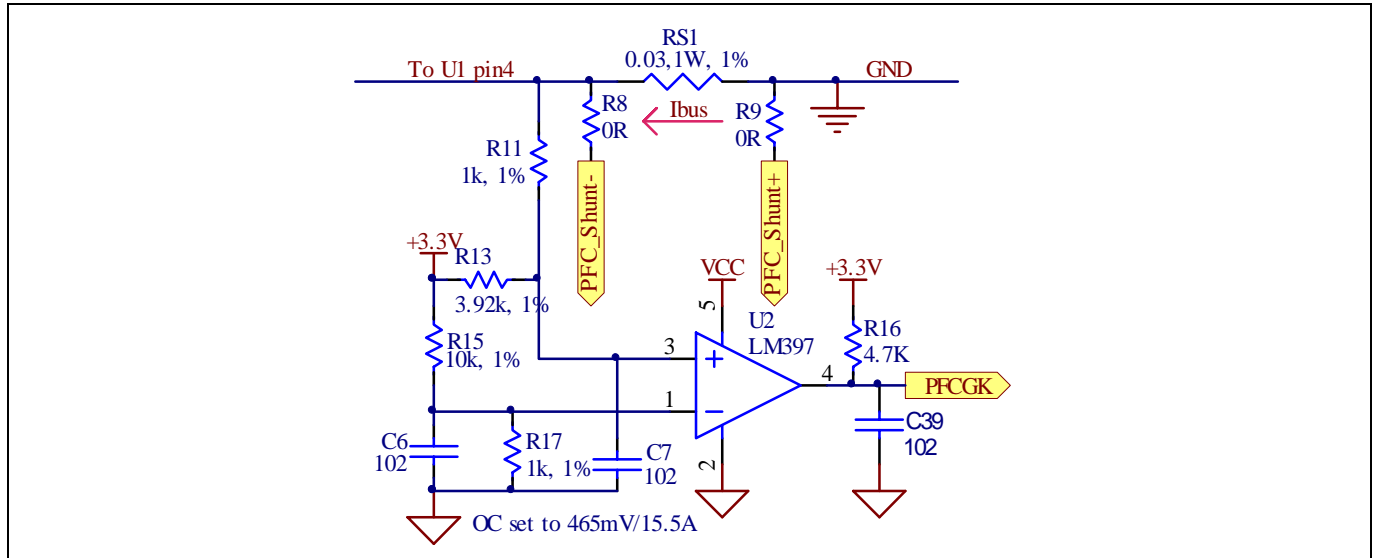 RS1
0.03,1W, 1%
To U1 pin4
GND
R8
0R
Ibus
R9
0R
R11
1k, 1%
PFC_Shunt-
PFC_Shunt+
+3.3V
R13
3.92k, 1%
VCC
+3.3V
5
U2
LM397
R15
10k, 1%
R16
4.7K
3
4
PFCGK
1
C6
102
R17
1k, 1%
C7
102
2
C39
102
OC set to 465mV/15.5A